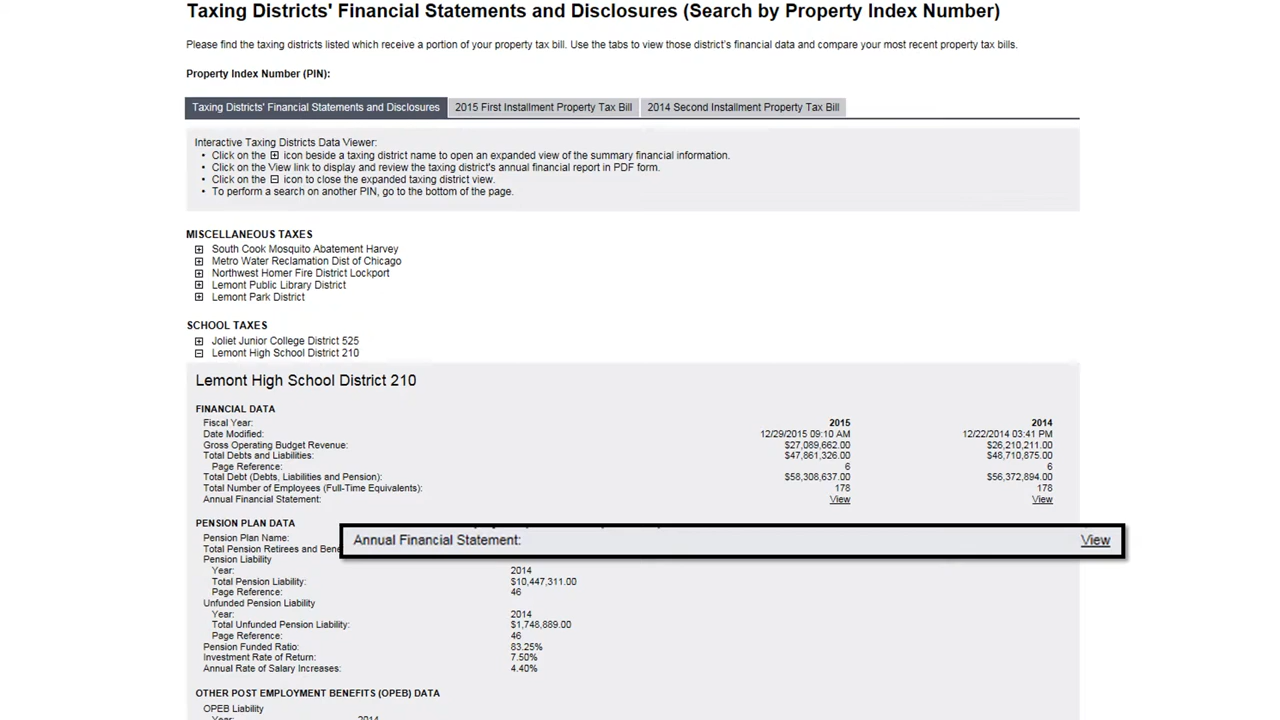 Taxing Districts' Financial Statements and Disclosures (Search by Property Index Number)
Please find the taxing districts listed which receive a portion of your property tax bill. Use the tabs to view those district's financial data and compare your most recent property tax bills.
Property Index Number (PIN):
Taxing Districts' Financial Statements and Disclosures 2015 First Installment Property Tax Bill 2014 Second Installment Property Tax Bill
Interactive Taxing Districts Data Viewer:
• Click on the ⊞ icon beside a taxing district name to open an expanded view of the summary financial information.
• Click on the View link to display and review the taxing district's annual financial report in PDF form.
• Click on the ⊟ icon to close the expanded taxing district view.
• To perform a search on another PIN, go to the bottom of the page.
MISCELLANEOUS TAXES
South Cook Mosquito Abatement Harvey
Metro Water Reclamation Dist of Chicago
Northwest Homer Fire District Lockport
Lemont Public Library District
Lemont Park District
SCHOOL TAXES
Joliet Junior College District 525
Lemont High School District 210
Lemont High School District 210
FINANCIAL DATA
Fiscal Year: 2015 2014
Date Modified: 12/29/2015 09:10 AM 12/22/2014 03:41 PM
Gross Operating Budget Revenue: $27,089,662.00 $26,210,211.00
Total Debts and Liabilities: $47,861,326.00 $48,710,875.00
Page Reference: 6 6
Total Debt (Debts, Liabilities and Pension): $58,308,637.00 $56,372,894.00
Total Number of Employees (Full-Time Equivalents): 178 178
Annual Financial Statement: View View
PENSION PLAN DATA
Pension Plan Name:
Annual Financial Statement: View
Total Pension Retirees and
Pension Liability
Year: 2014
Total Pension Liability: $10,447,311.00
Page Reference: 46
Unfunded Pension Liability
Year: 2014
Total Unfunded Pension Liability: $1,748,889.00
Page Reference: 46
Pension Funded Ratio: 83.25%
Investment Rate of Return: 7.50%
Annual Rate of Salary Increases: 4.40%
OTHER POST EMPLOYMENT BENEFITS (OPEB) DATA
OPEB Liability
Year: 2014